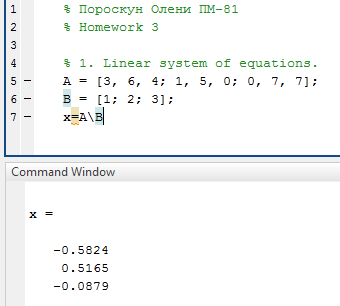 1 % Пороскун Олени ПМ-81
2 % Homework 3
3
4 % 1. Linear system of equations.
5 — A = [3, 6, 4; 1, 5, 0; 0, 7, 7];
6 — B = [1; 2; 3];
7 — x=A\B
Command Window
x =
-0.5824
0.5165
-0.0879